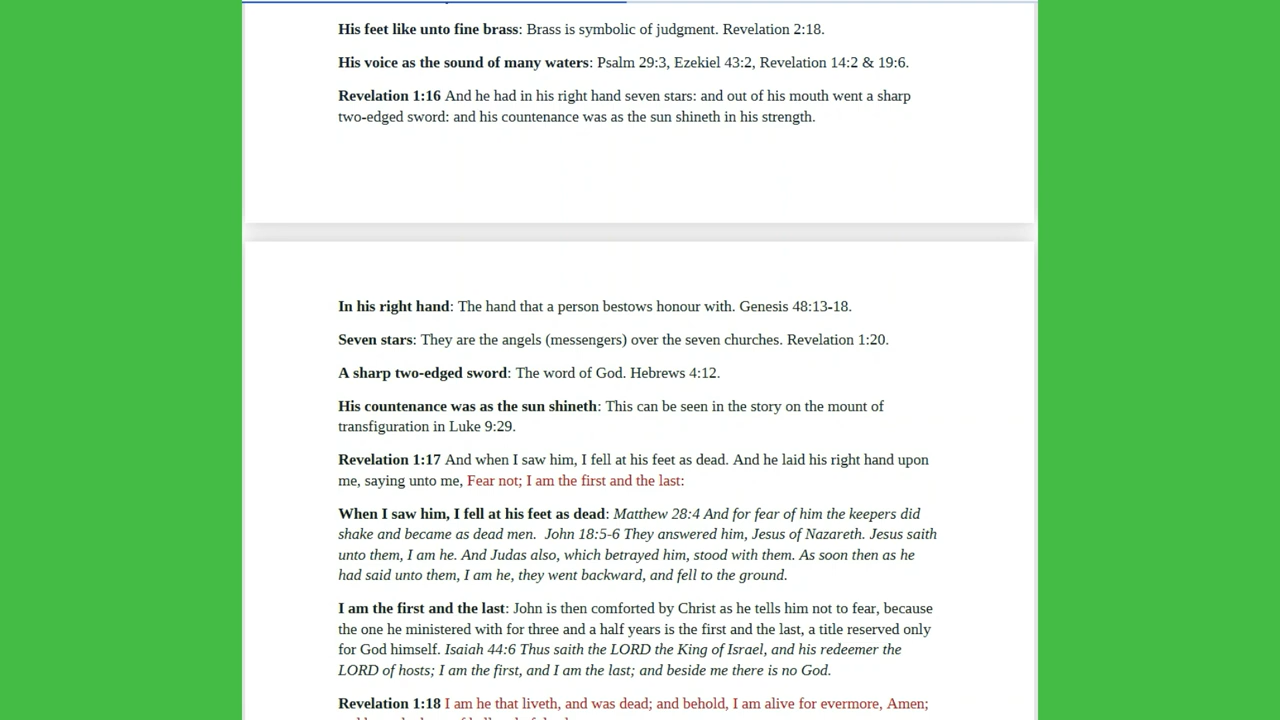 His feet like unto fine brass: Brass is symbolic of judgment. Revelation 2:18.
His voice as the sound of many waters: Psalm 29:3, Ezekiel 43:2, Revelation 14:2 & 19:6.
Revelation 1:16 And he had in his right hand seven stars: and out of his mouth went a sharp
two-edged sword: and his countenance was as the sun shineth in his strength.
In his right hand: The hand that a person bestows honour with. Genesis 48:13-18.
Seven stars: They are the angels (messengers) over the seven churches. Revelation 1:20.
A sharp two-edged sword: The word of God. Hebrews 4:12.
His countenance was as the sun shineth: This can be seen in the story on the mount of
transfiguration in Luke 9:29.
Revelation 1:17 And when I saw him, I fell at his feet as dead. And he laid his right hand upon
me, saying unto me, Fear not; I am the first and the last:
When I saw him, I fell at his feet as dead: Matthew 28:4 And for fear of him the keepers did
shake and became as dead men.  John 18:5-6 They answered him, Jesus of Nazareth. Jesus saith
unto them, I am he. And Judas also, which betrayed him, stood with them. As soon then as he
had said unto them, I am he, they went backward, and fell to the ground.
I am the first and the last: John is then comforted by Christ as he tells him not to fear, because
the one he ministered with for three and a half years is the first and the last, a title reserved only
for God himself. Isaiah 44:6 Thus saith the LORD the King of Israel, and his redeemer the
LORD of hosts; I am the first, and I am the last; and beside me there is no God.
Revelation 1:18 I am he that liveth, and was dead; and behold, I am alive for evermore, Amen;